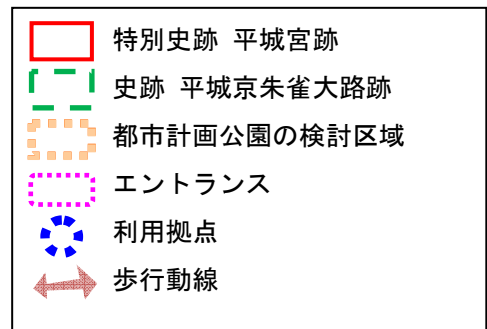 特別史跡 平城宮跡
史跡 平城京朱雀大路跡
都市計画公園の検討区域
エントランス
利用拠点
歩行動線